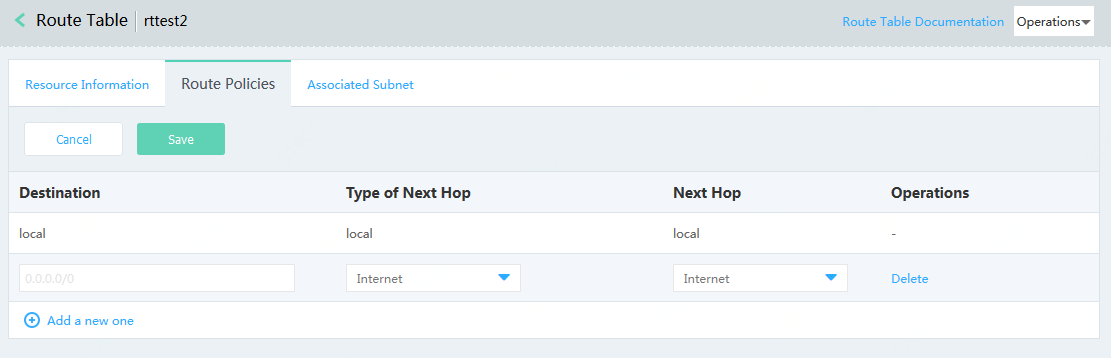 Route Table rttest2 Route Table Documentation Operations
Resource Information Route Policies Associated Subnet
Cancel Save
Destination Type of Next Hop Next Hop Operations
local local local -
0.0.0.0/0 Internet Internet Delete
Add a new one